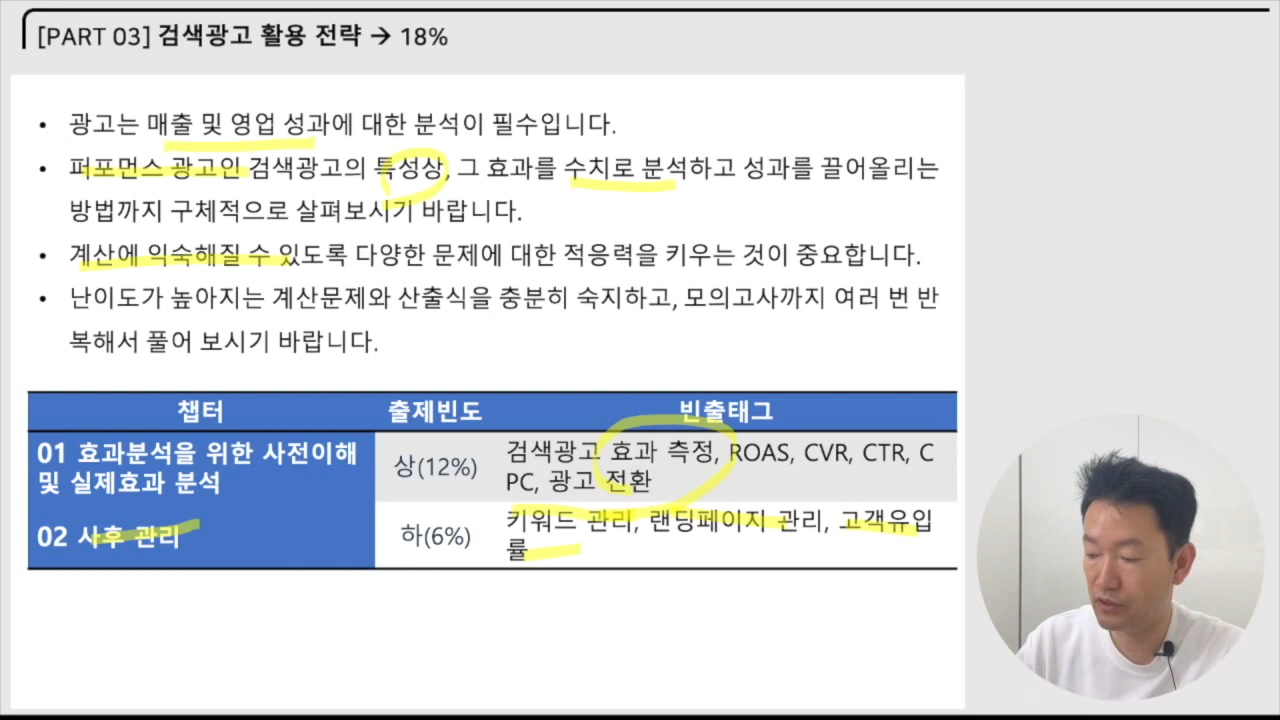 [PART 03] 검색광고 활용 전략 → 18%
• 광고는 매출 및 영업 성과에 대한 분석이 필수입니다.
• 퍼포먼스 광고인 검색광고의 특성상, 그 효과를 수치로 분석하고 성과를 끌어올리는
방법까지 구체적으로 살펴보시기 바랍니다.
• 계산에 익숙해질 수 있도록 다양한 문제에 대한 적응력을 키우는 것이 중요합니다.
• 난이도가 높아지는 계산문제와 산출식을 충분히 숙지하고, 모의고사까지 여러 번 반
복해서 풀어 보시기 바랍니다.
챕터 출제빈도 빈출태그
01 효과분석을 위한 사전이해
및 실제효과 분석
상(12%)
검색광고 효과 측정, ROAS, CVR, CTR, C
PC, 광고 전환
02 사후 관리
하(6%)
키워드 관리, 랜딩페이지 관리, 고객유입
률